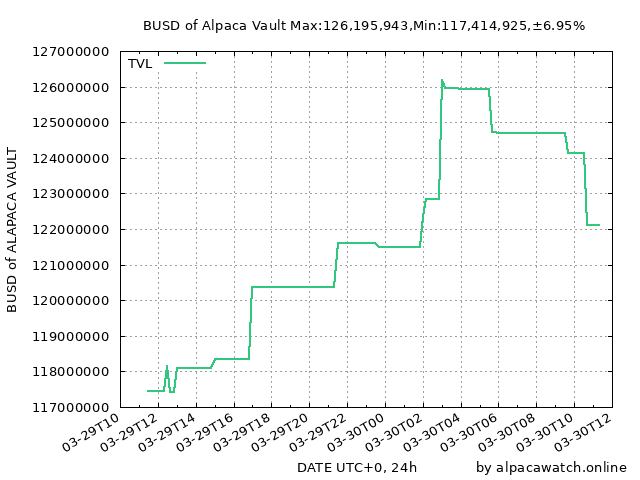 BUSD of Alpaca Vault Max:126,195,943,Min:117,414,925,±6.95%
TVL
127000000
126000000
125000000
124000000
123000000
122000000
121000000
120000000
119000000
118000000
117000000
BUSD of ALAPACA VAULT
03-29T10
03-29T12
03-29T14
03-29T16
03-29T18
03-29T20
03-29T22
03-30T00
03-30T02
03-30T04
03-30T06
03-30T08
03-30T10
03-30T12
DATE UTC+0, 24h
by alpacawatch.online